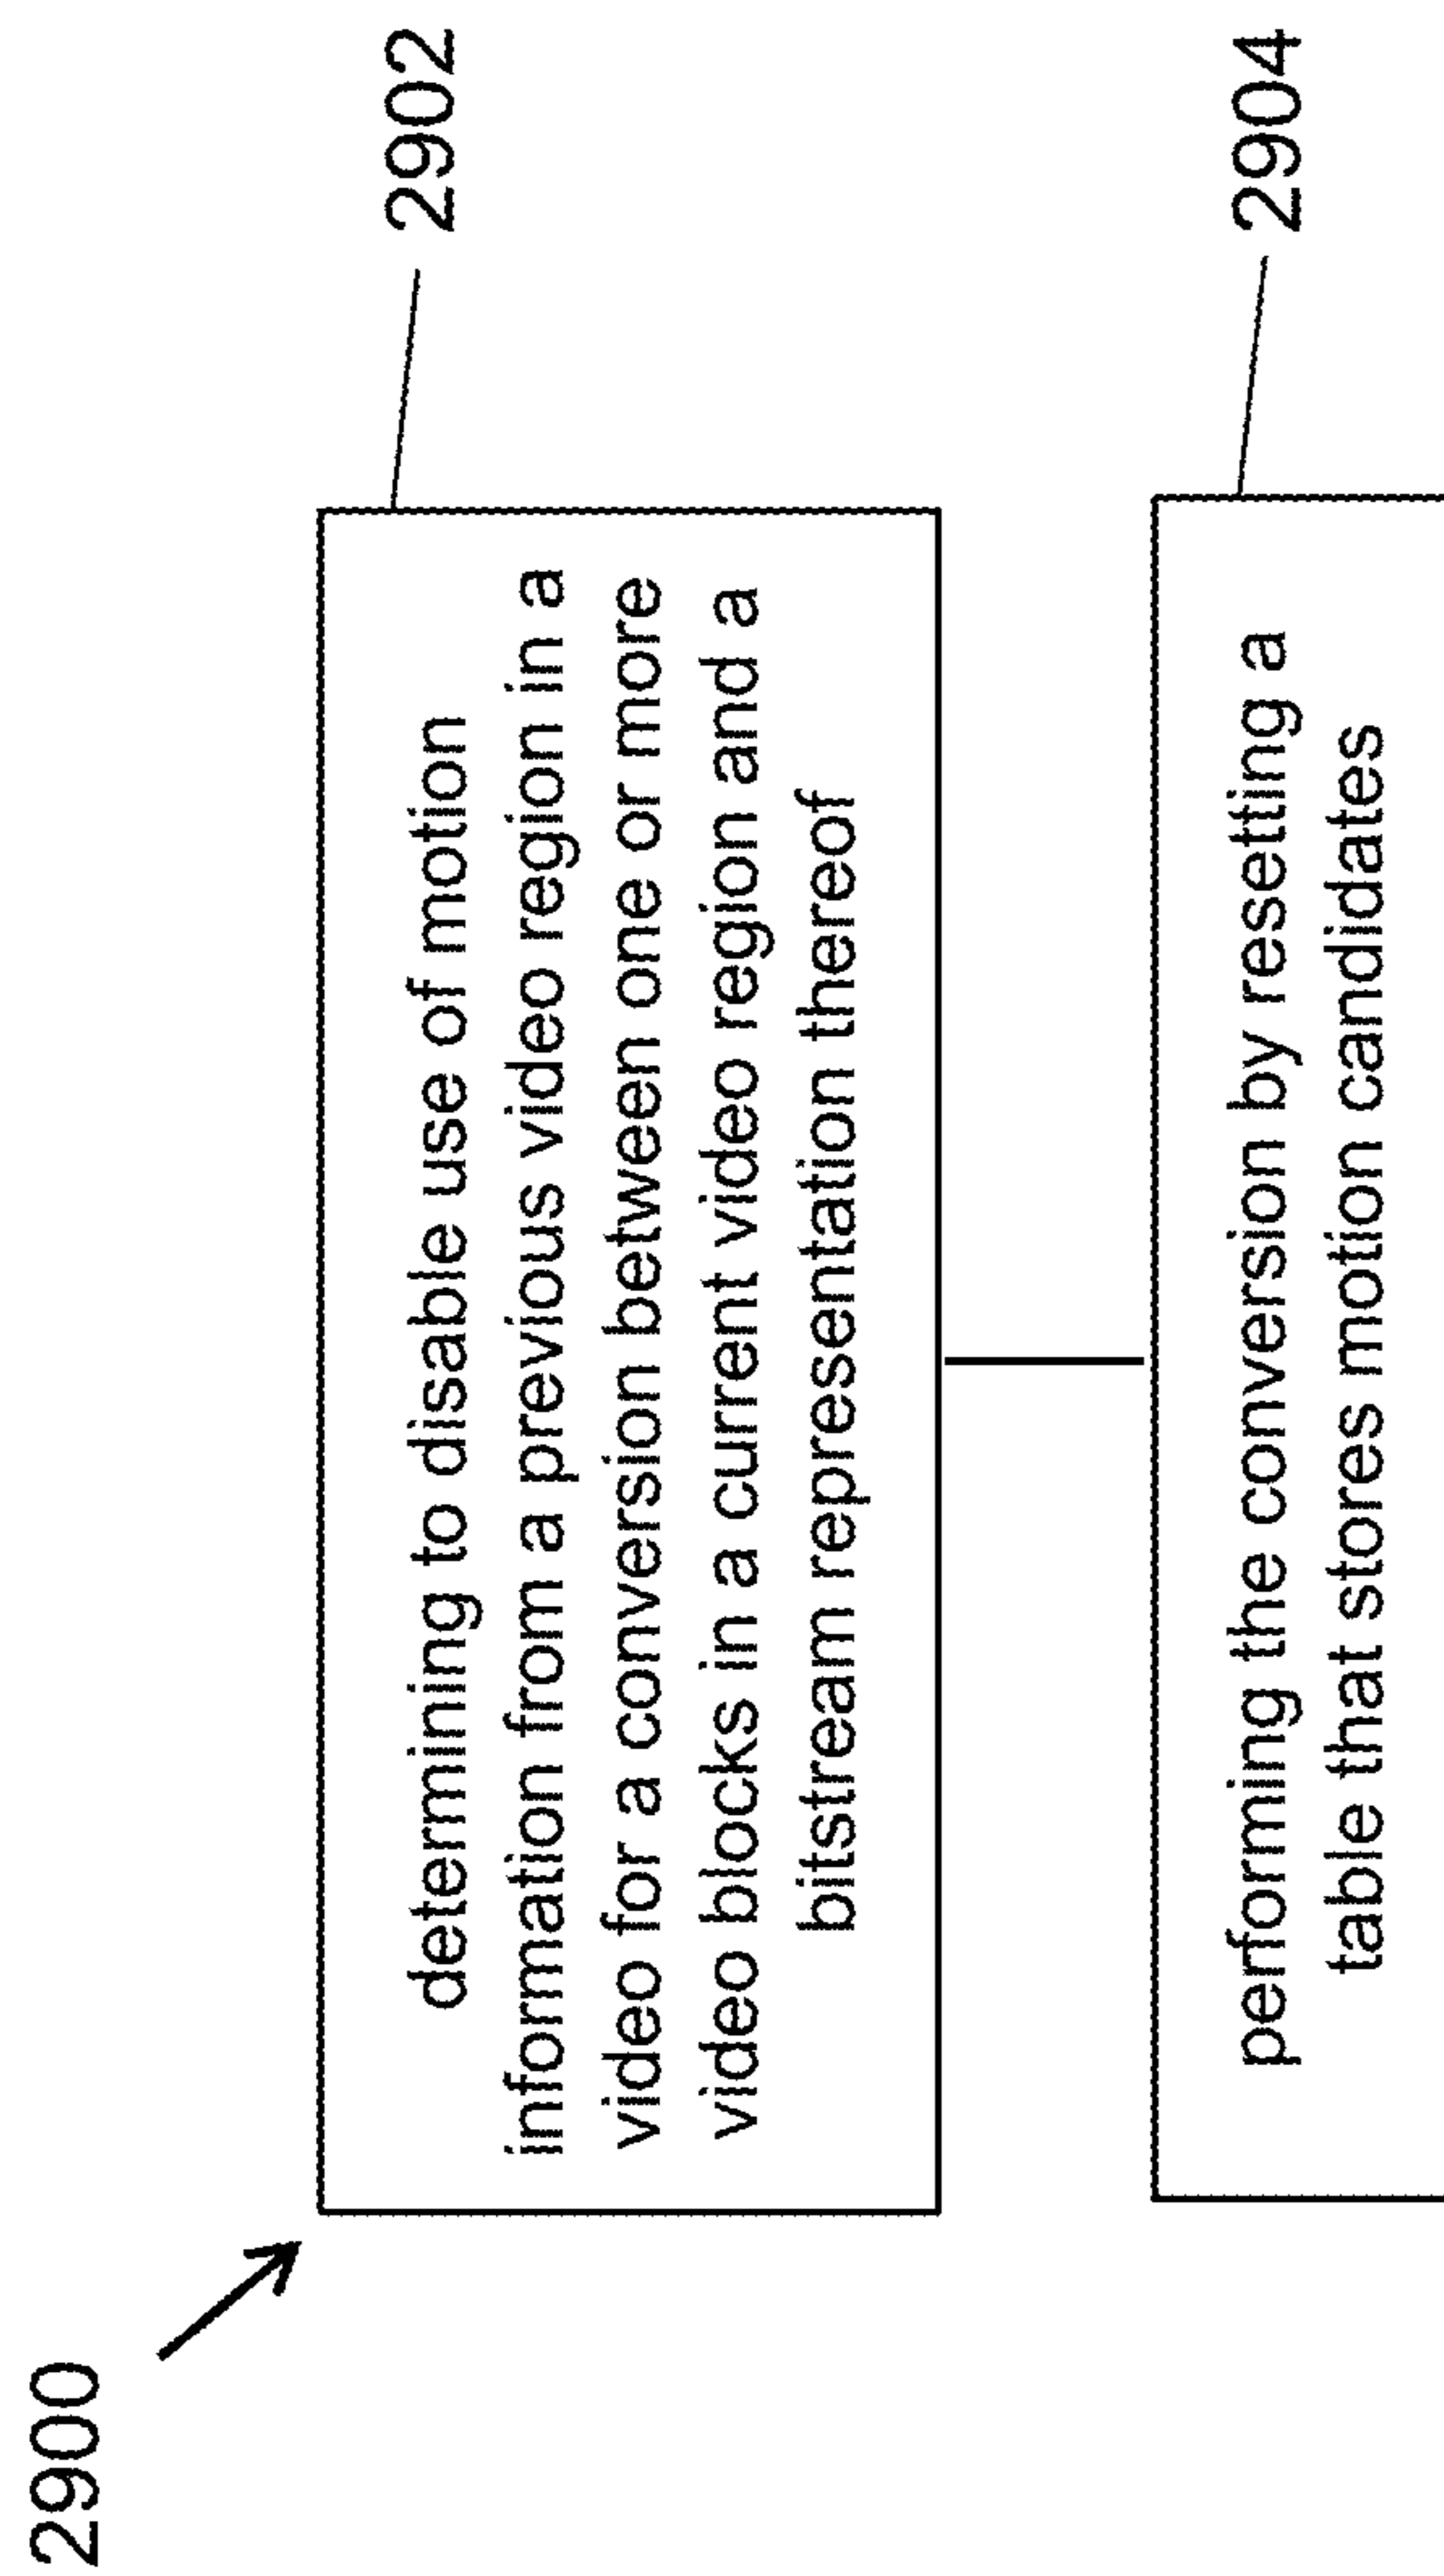 2900
determining to disable use of motion
information from a previous video region in a
video for a conversion between one or more
video blocks in a current video region and a
bitstream representation thereof
2902
performing the conversion by resetting a
table that stores motion candidates
2904